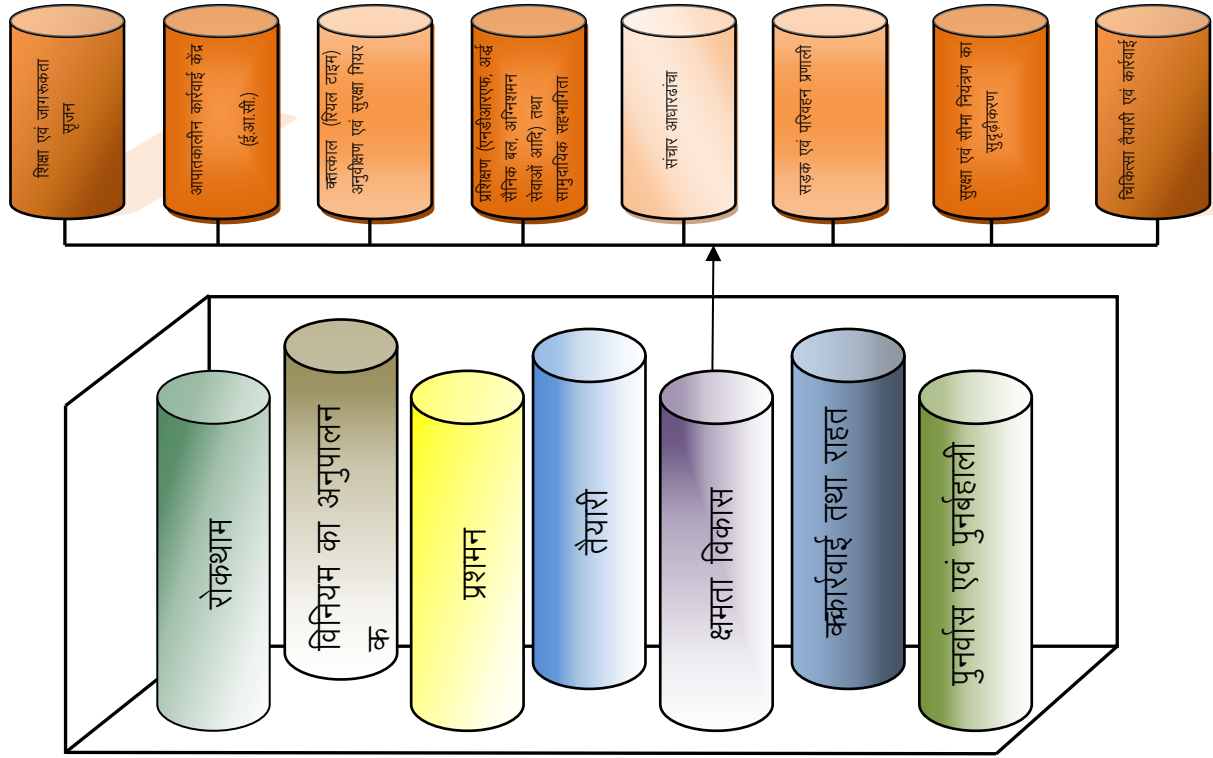 शिक्षा एवं जागरूकता
सृजन
आपातकालीन कार्रवाई केंद्र
(ई.आ.सी.)
क्तत्काल (रियल टाइम)
अनुवीक्षण एवं सुरक्षा गियर
प्रशिक्षण (एनडीआरएफ, अर्द्ध
सैनिक बल, अग्निशमन
सेवाओं आदि) तथा
सामुदायिक सहभागिता
संचार आधारढांचा
सड़क एवं परिवहन प्रणाली
सुरक्षा एवं सीमा नियंत्रण का
सुदृढ़ीकरण
चिकित्सा तैयारी एवं कार्रवाई
रोकथाम
विनियम का अनुपालन
क
प्रशमन
तैयारी
क्षमता विकास
क्कार्रवाई तथा राहत
पुनर्वास एवं पुनर्बहाली